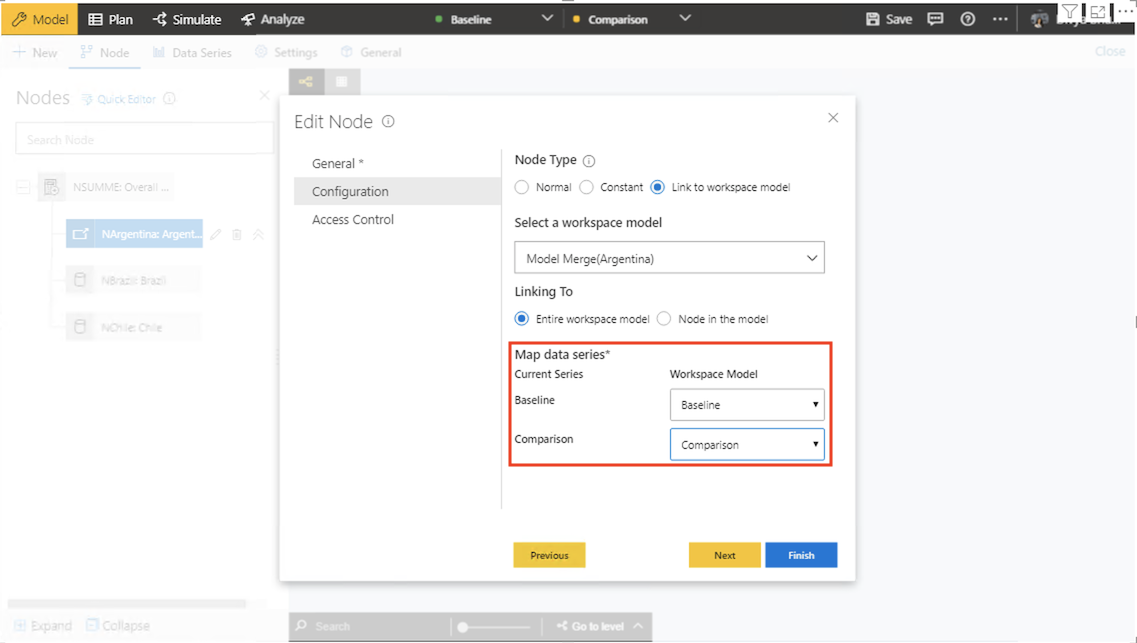 Model Plan Simulate Analyze Baseline Comparison Save
New Node Data Series Settings General Close
Nodes Quick Editor
Search Node
NSUMME: Overall ...
NArgentina: Argent...
NBrazil: Brazil
NChile: Chile
Expand Collapse
Edit Node
General *
Configuration
Access Control
Node Type
Normal Constant Link to workspace model
Select a workspace model
Model Merge(Argentina)
Linking To
Entire workspace model Node in the model
Map data series*
Current Series Workspace Model
Baseline Baseline
Comparison Comparison
Previous Next Finish
Search Go to level